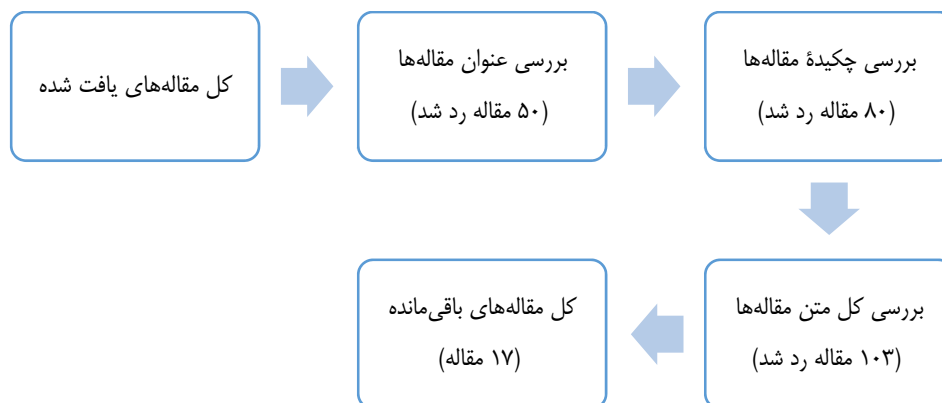 کل مقاله‌های یافت شده
بررسی عنوان مقاله‌ها
(۵۰ مقاله رد شد)
بررسی چکیدۀ مقاله‌ها
(۸۰ مقاله رد شد)
بررسی کل متن مقاله‌ها
(۱۰۳ مقاله رد شد)
کل مقاله‌های باقی‌مانده
(۱۷ مقاله)